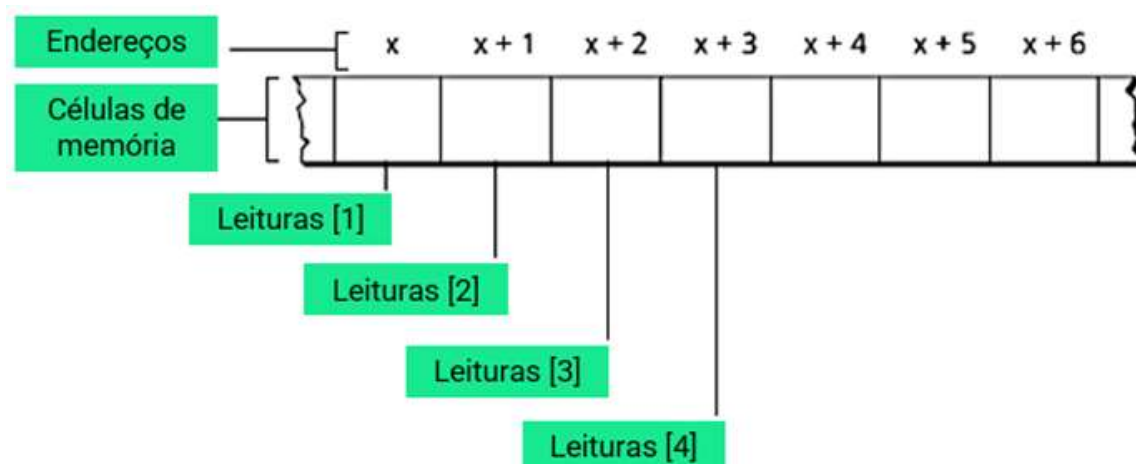 Endereços
x x + 1 x + 2 x + 3 x + 4 x + 5 x + 6
Células de
memória
Leituras [1]
Leituras [2]
Leituras [3]
Leituras [4]